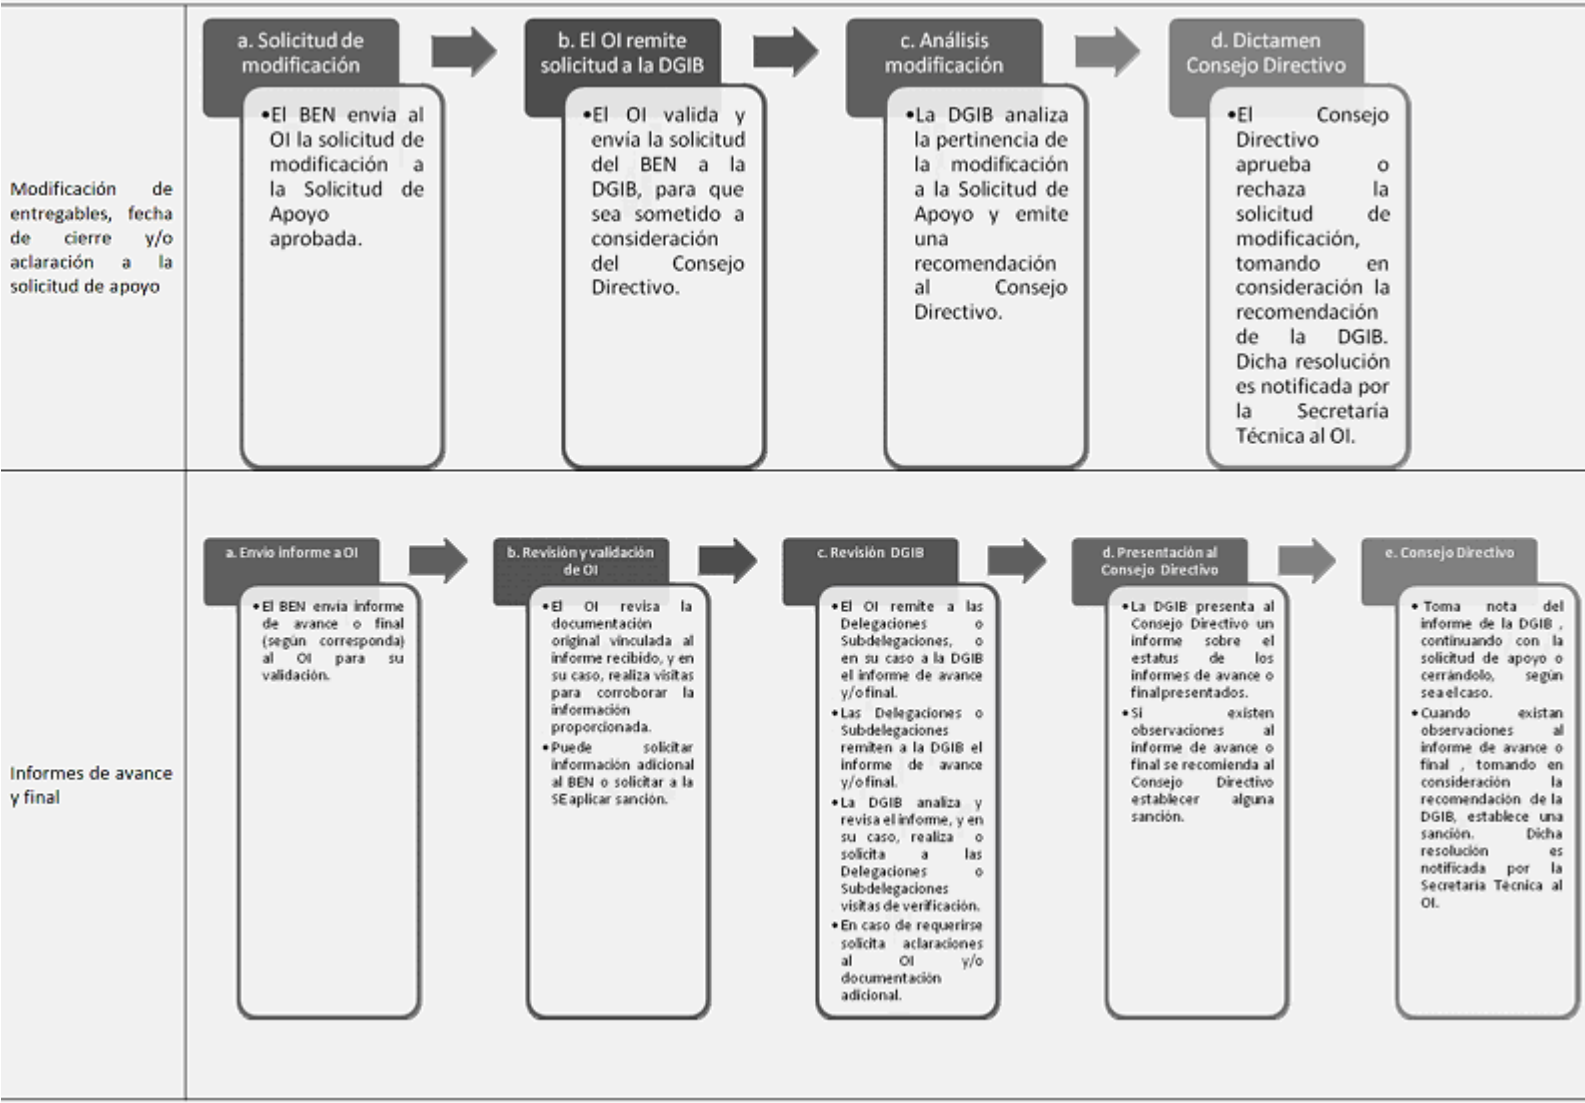 Modificación de
entregables, fecha
de cierre y/o
aclaración a la
solicitud de apoyo
a. Solicitud de
modificación
•El BEN envía al
OI la solicitud de
modificación a
la Solicitud de
Apoyo
aprobada.
b. El OI remite
solicitud a la DGIB
•El OI valida y
envía la solicitud
del BEN a la
DGIB, para que
sea sometido a
consideración
del Consejo
Directivo.
c. Análisis
modificación
•La DGIB analiza
la pertinencia de
la modificación
a la Solicitud de
Apoyo y emite
una
recomendación
al Consejo
Directivo.
d. Dictamen
Consejo Directivo
•El Consejo
Directivo
aprueba o
rechaza la
solicitud de
modificación,
tomando en
consideración la
recomendación
de la DGIB.
Dicha resolución
es notificada por
la Secretaría
Técnica al OI.
Informes de avance
y final
a. Envio informe a OI
•El BEN envía informe
de avance o final
(según corresponda)
al OI para su
validación.
b. Revisión y validación
de OI
•El OI revisa la
documentación
original vinculada al
informe recibido, y en
su caso, realiza visitas
para corroborar la
información
proporcionada.
•Puede solicitar
información adicional
al BEN o solicitar a la
SE aplicar sanción.
c. Revisión DGIB
•El OI remite a las
Delegaciones o
Subdelegaciones, o
en su caso a la DGIB
el informe de avance
y/o final.
•Las Delegaciones o
Subdelegaciones
remiten a la DGIB el
informe de avance
y/o final.
•La DGIB analiza y
revisa el informe, y en
su caso, realiza o
solicita a las
Delegaciones o
Subdelegaciones
visitas de verificación.
•En caso de requerirse
solicita aclaraciones
al OI y/o
documentación
adicional.
d. Presentación al
Consejo Directivo
•La DGIB presenta al
Consejo Directivo un
informe sobre el
estatus de los
informes de avance o
final presentados.
•Si existen
observaciones al
informe de avance o
final se recomienda al
Consejo Directivo
establecer alguna
sanción.
e. Consejo Directivo
• Toma nota del
informe de la DGIB ,
continuando con la
solicitud de apoyo o
cerrándolo, según
sea el caso.
•Cuando existan
observaciones al
informe de avance o
final , tomando en
consideración la
recomendación de la
DGIB, establece una
sanción. Dicha
resolución es
notificada por la
Secretaria Técnica al
OI.